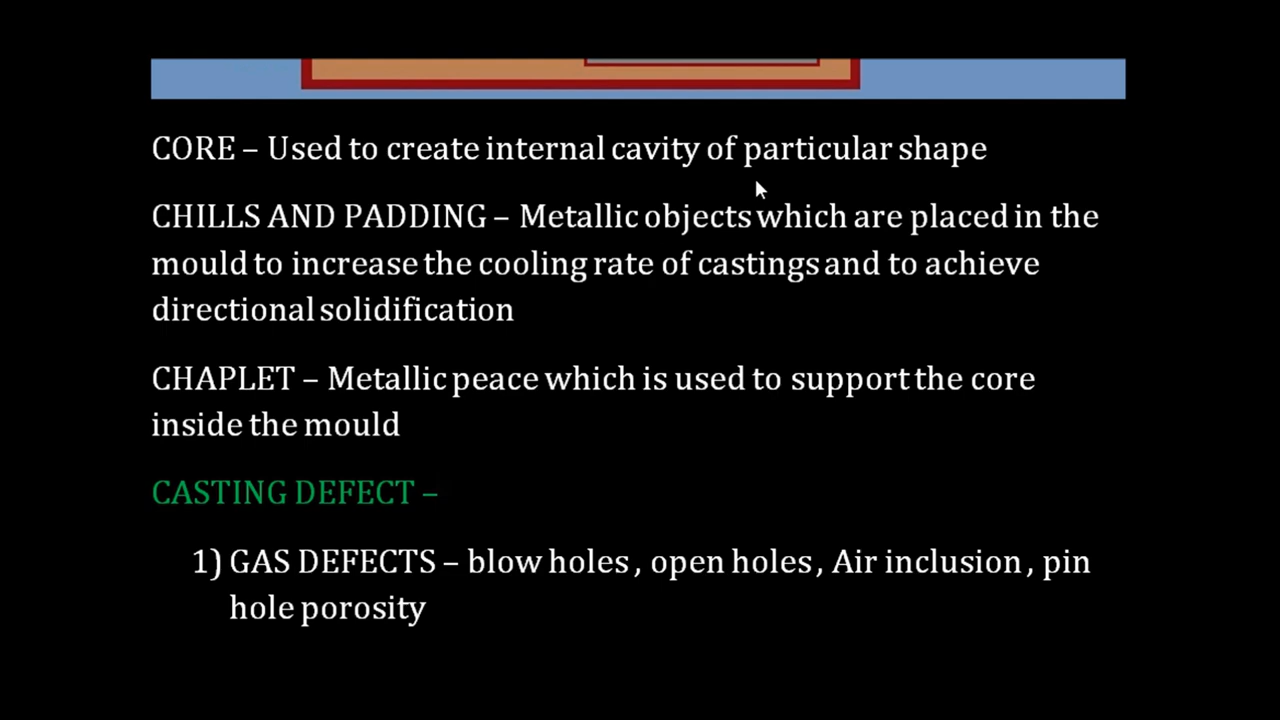 CORE – Used to create internal cavity of particular shape
CHILLS AND PADDING – Metallic objects which are placed in the
mould to increase the cooling rate of castings and to achieve
directional solidification
CHAPLET – Metallic peace which is used to support the core
inside the mould
CASTING DEFECT –
1) GAS DEFECTS – blow holes , open holes , Air inclusion , pin
hole porosity